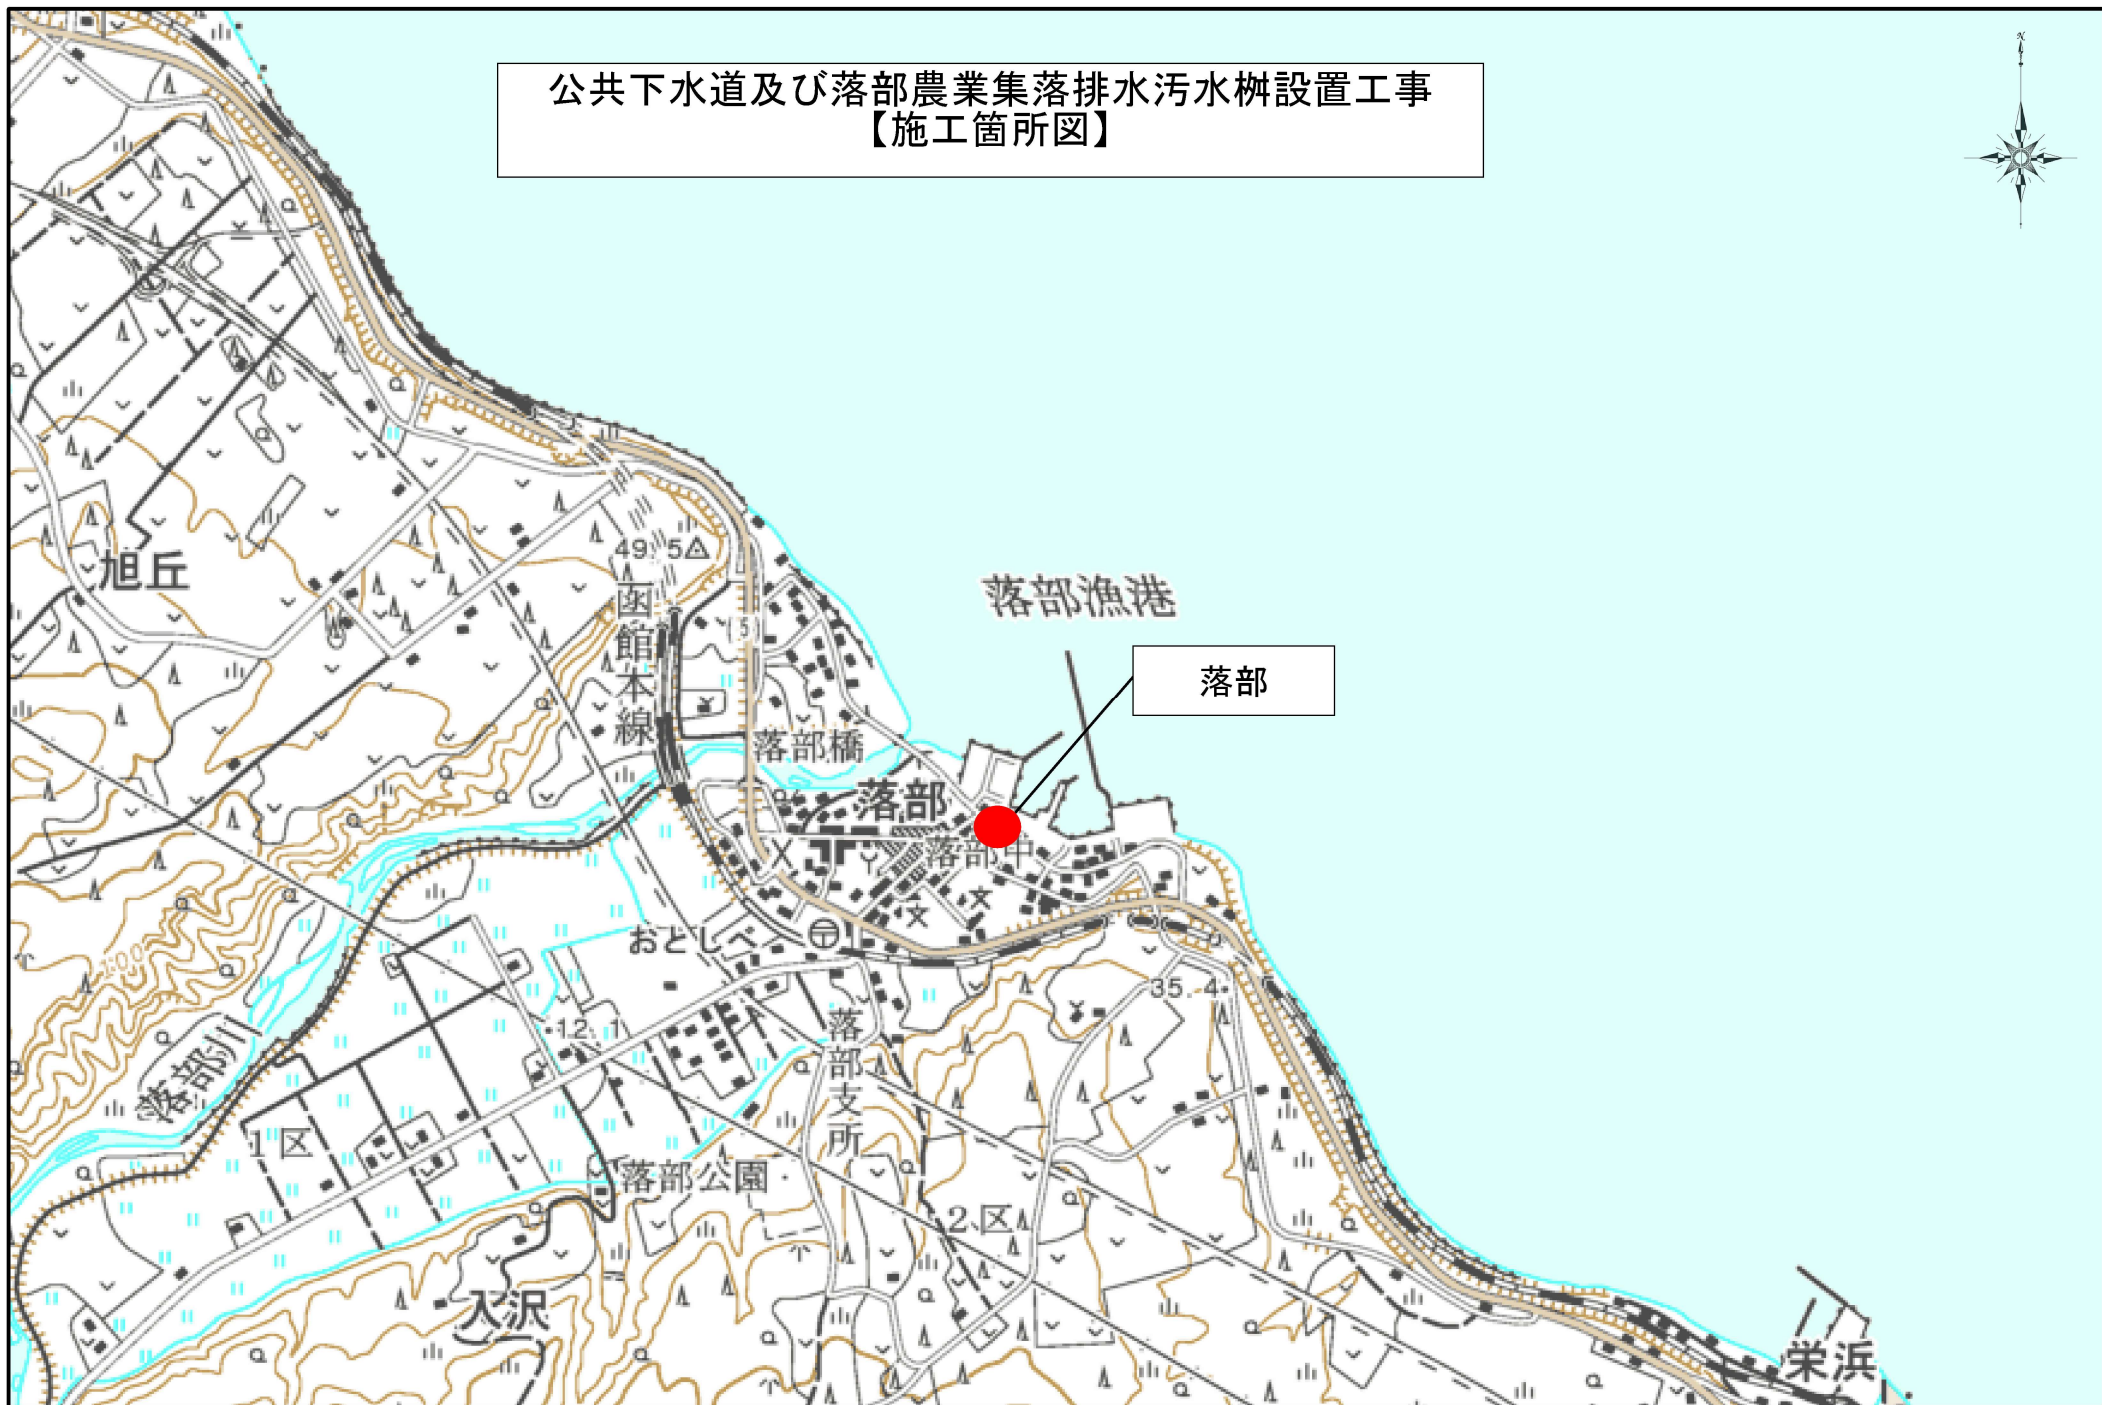 公共下水道及び落部農業集落排水汚水桝設置工事
【施工箇所図】
N
旭丘
49.5
函館本線
(5)
落部漁港
落部
落部橋
落部
落部中
おとしべ
35.4
12.1
100
落部川
落部支所
1区
落部公園
2区
入沢
栄浜